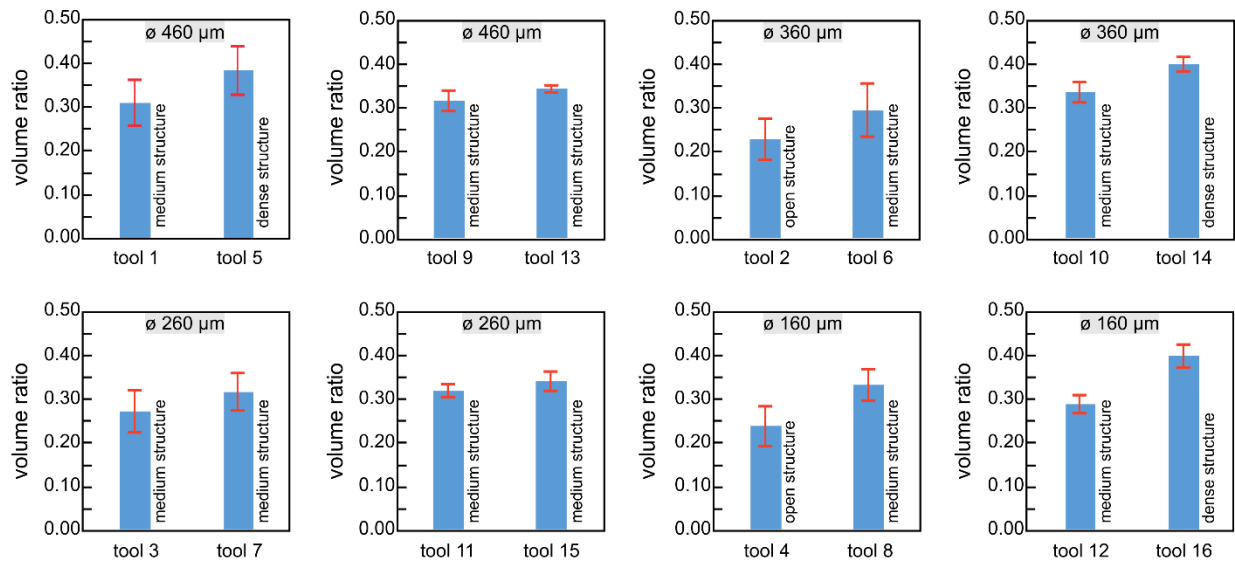 ø 460 µm
volume ratio
0.50
0.40
0.30
0.20
0.10
0.00
medium structure
dense structure
tool 1
tool 5
ø 460 µm
volume ratio
0.50
0.40
0.30
0.20
0.10
0.00
medium structure
medium structure
tool 9
tool 13
ø 360 µm
volume ratio
0.50
0.40
0.30
0.20
0.10
0.00
open structure
medium structure
tool 2
tool 6
ø 360 µm
volume ratio
0.50
0.40
0.30
0.20
0.10
0.00
medium structure
dense structure
tool 10
tool 14
ø 260 µm
volume ratio
0.50
0.40
0.30
0.20
0.10
0.00
medium structure
medium structure
tool 3
tool 7
ø 260 µm
volume ratio
0.50
0.40
0.30
0.20
0.10
0.00
medium structure
medium structure
tool 11
tool 15
ø 160 µm
volume ratio
0.50
0.40
0.30
0.20
0.10
0.00
open structure
medium structure
tool 4
tool 8
ø 160 µm
volume ratio
0.50
0.40
0.30
0.20
0.10
0.00
medium structure
dense structure
tool 12
tool 16